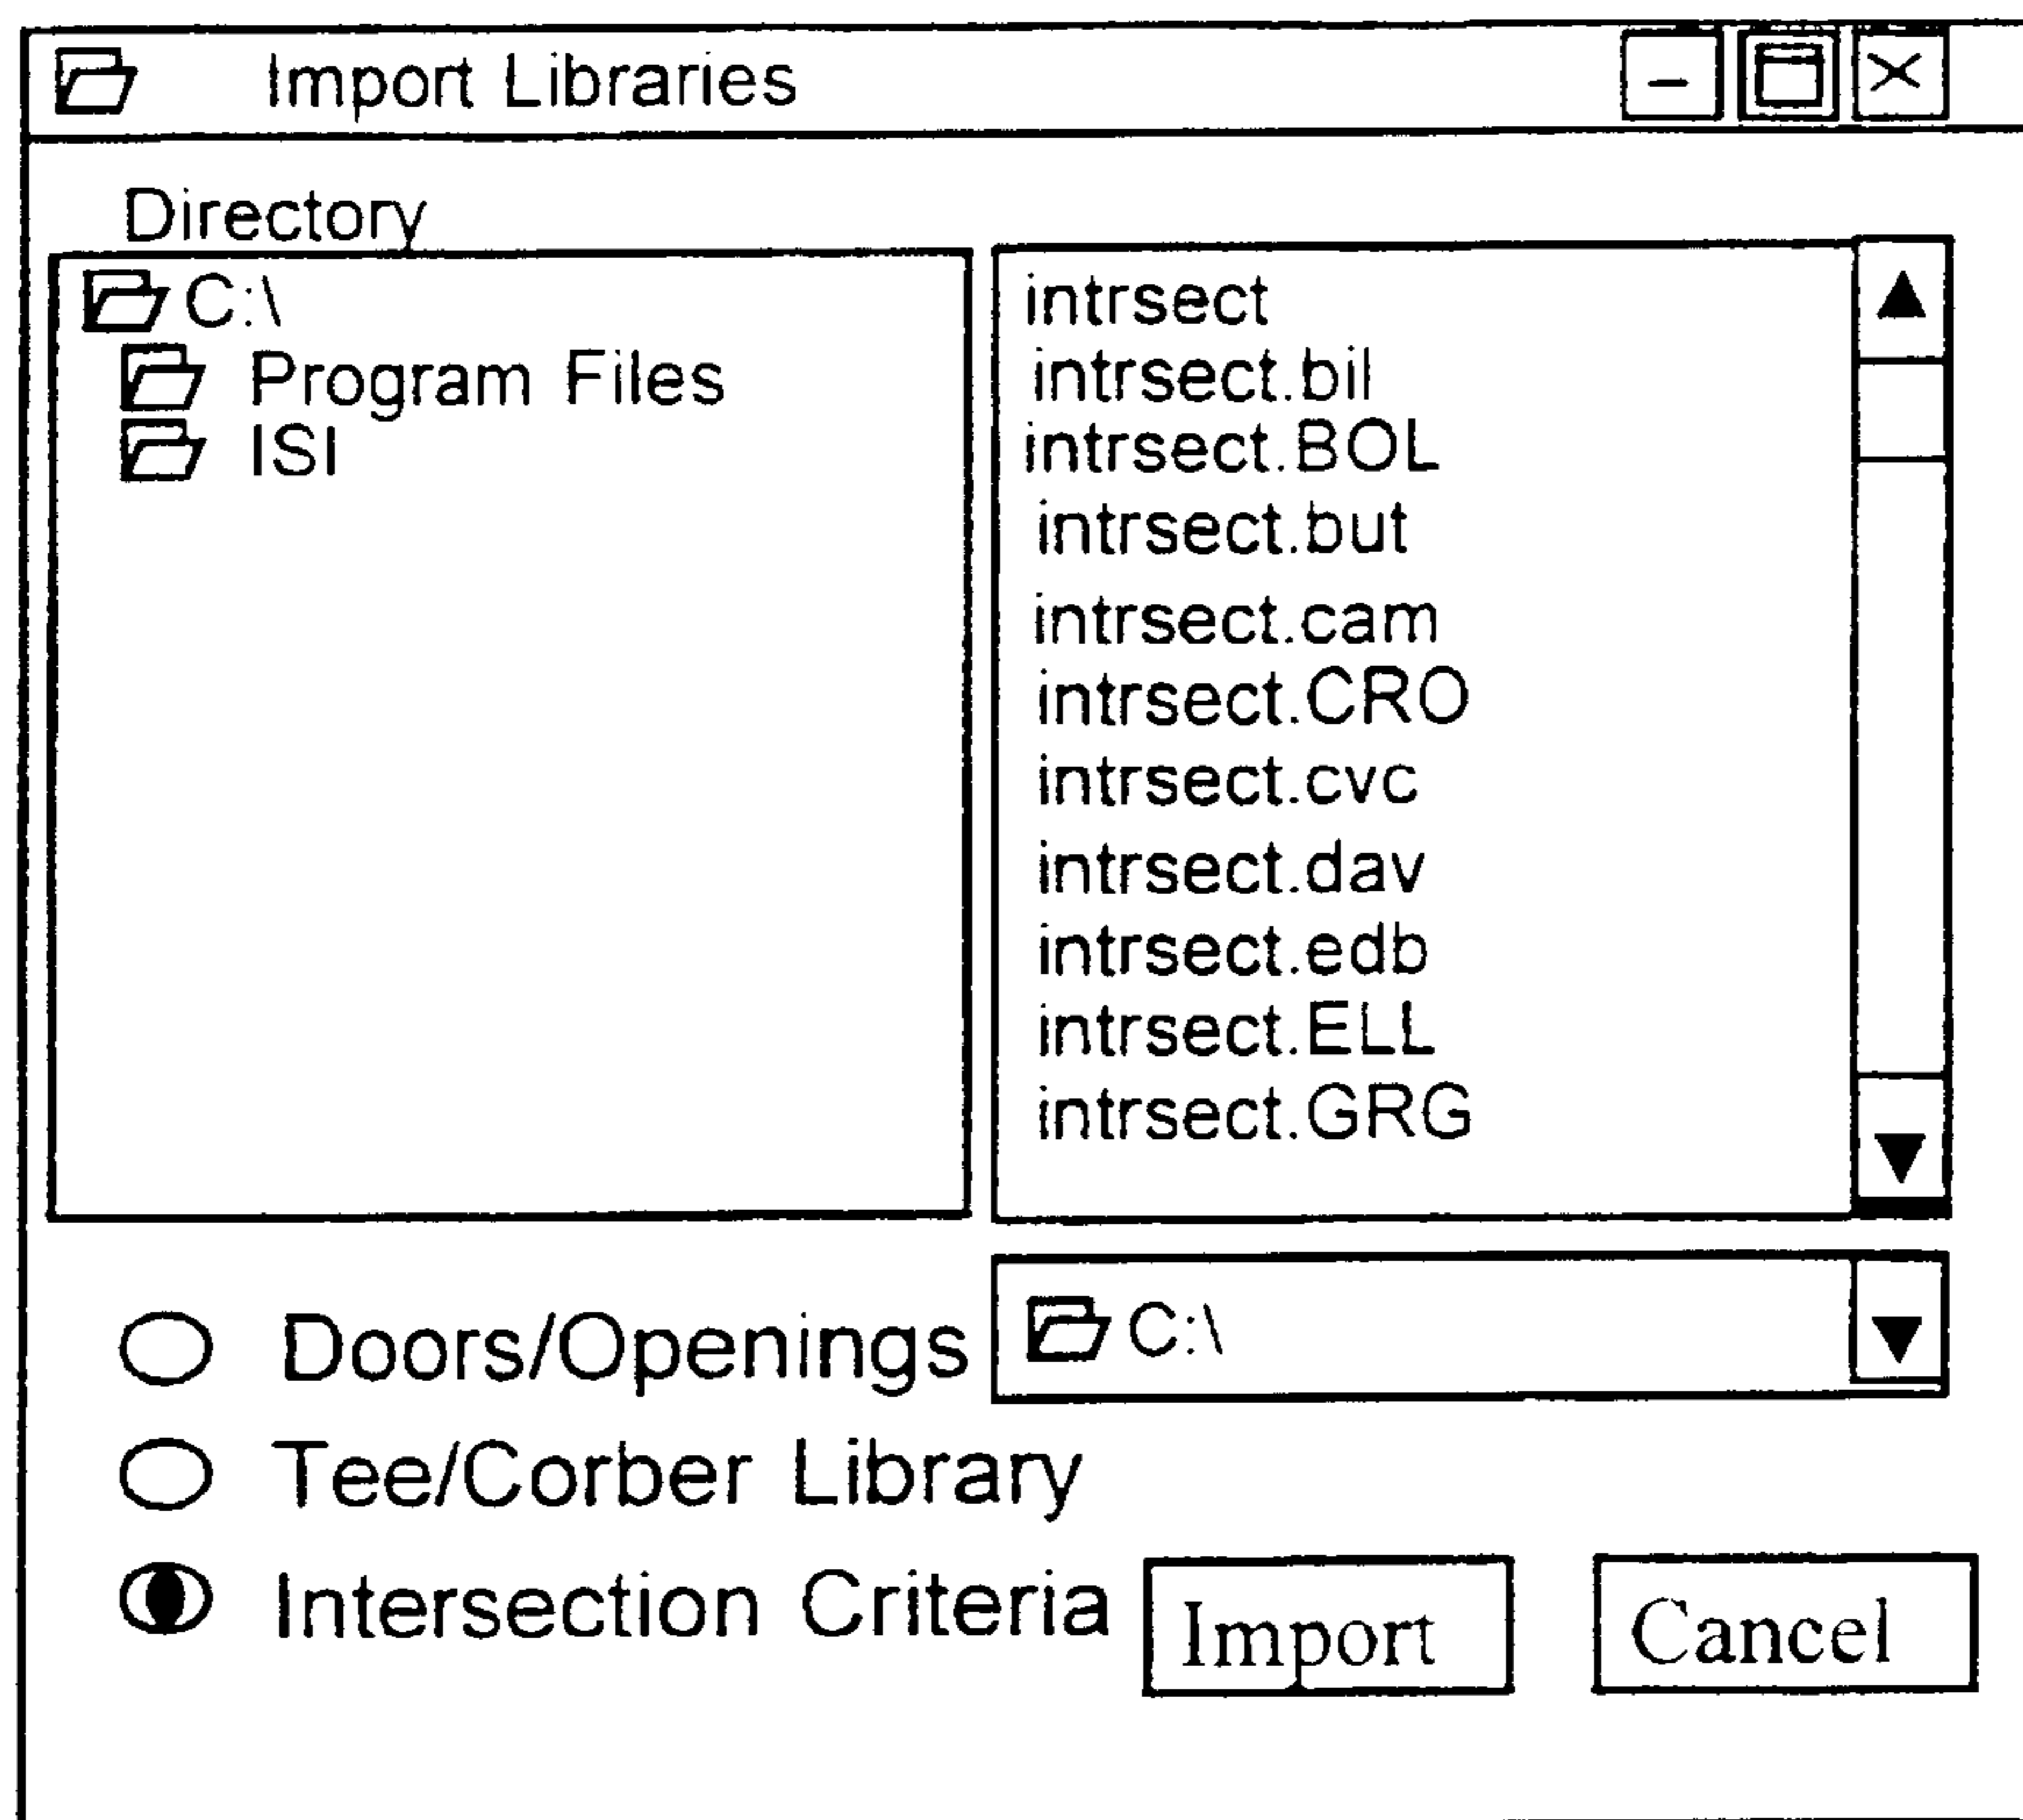 Import Libraries
Directory
C:\
Program Files
ISI
intrsect
intrsect.bil
intrsect.BOL
intrsect.but
intrsect.cam
intrsect.CRO
intrsect.cvc
intrsect.dav
intrsect.edb
intrsect.ELL
intrsect.GRG
Doors/Openings
C:\
Tee/Corber Library
Intersection Criteria
Import
Cancel